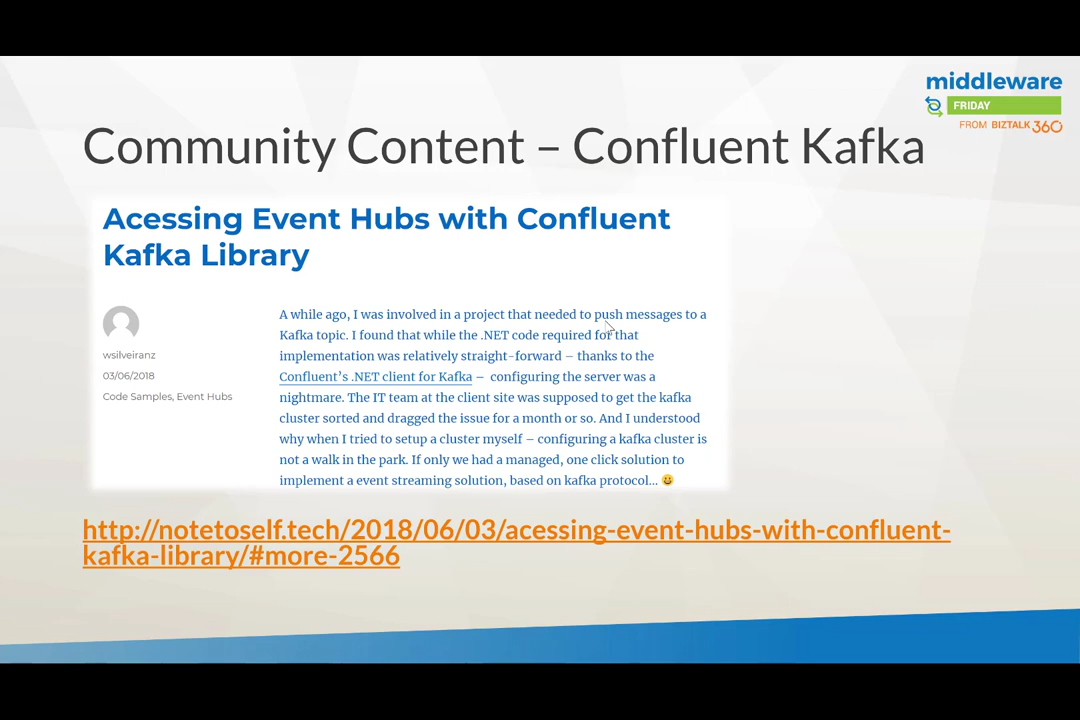 middleware
FRIDAY
FROM BIZTALK360
Community Content – Confluent Kafka
Acessing Event Hubs with Confluent
Kafka Library
A while ago, I was involved in a project that needed to push messages to a
Kafka topic. I found that while the .NET code required for that
implementation was relatively straight-forward – thanks to the
Confluent’s .NET client for Kafka – configuring the server was a
nightmare. The IT team at the client site was supposed to get the kafka
cluster sorted and dragged the issue for a month or so. And I understood
why when I tried to setup a cluster myself – configuring a kafka cluster is
not a walk in the park. If only we had a managed, one click solution to
implement a event streaming solution, based on kafka protocol… 😀
wsilveiranz
03/06/2018
Code Samples, Event Hubs
http://notetoself.tech/2018/06/03/acessing-event-hubs-with-confluent-
kafka-library/#more-2566